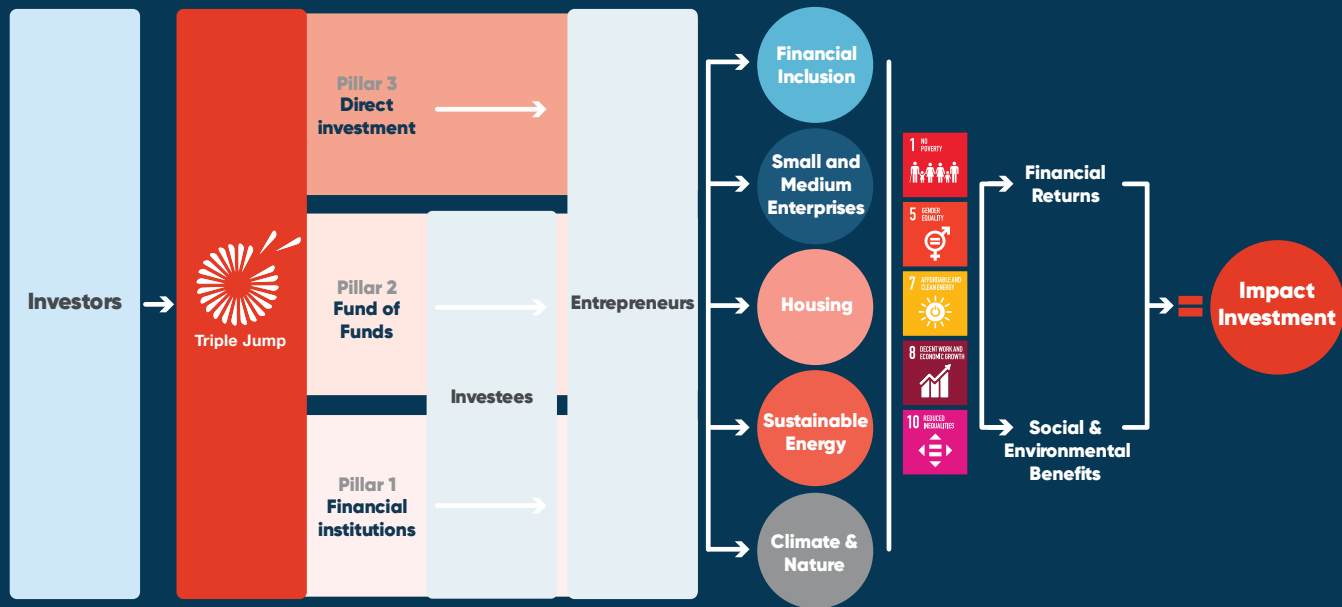 Investors
Triple Jump
Pillar 3
Direct
investment
Pillar 2
Fund of
Funds
Pillar 1
Financial
institutions
Investees
Entrepreneurs
Financial
Inclusion
Small and
Medium
Enterprises
Housing
Sustainable
Energy
Climate &
Nature
1 NO
POVERTY
5 GENDER
EQUALITY
7 AFFORDABLE AND
CLEAN ENERGY
8 DECENT WORK AND
ECONOMIC GROWTH
10 REDUCED
INEQUALITIES
Financial
Returns
Social &
Environmental
Benefits
Impact
Investment